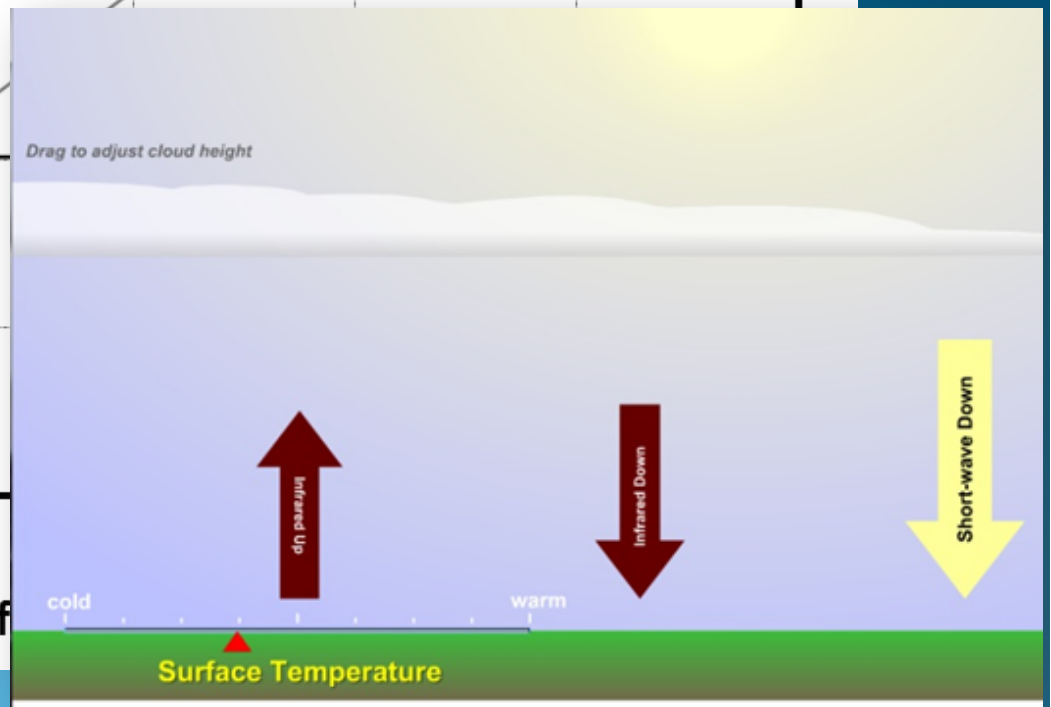 Drag to adjust cloud height
Infrared Up
Infrared Down
Short-wave Down
cold
warm
f
Surface Temperature